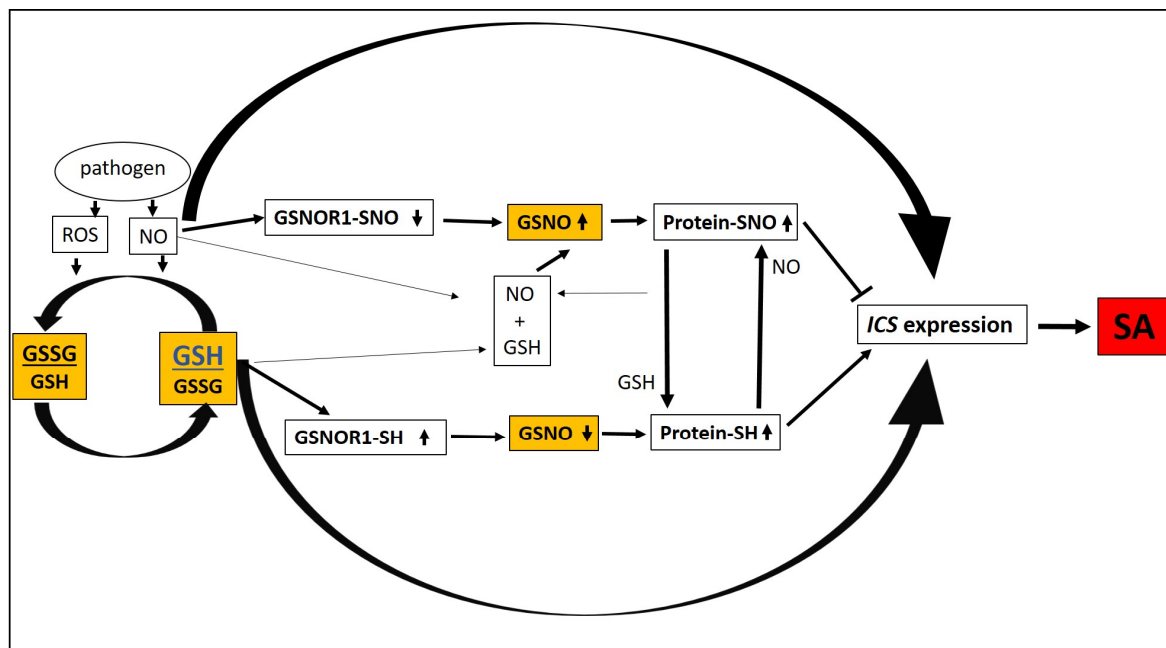 pathogen
ROS
NO
GSNOR1-SNO ↓
GSNO ↑
Protein-SNO ↑
NO
+
GSH
NO
GSSG
GSH
GSH
GSSG
ICS expression
SA
GSH
GSNOR1-SH ↑
GSNO ↓
Protein-SH ↑